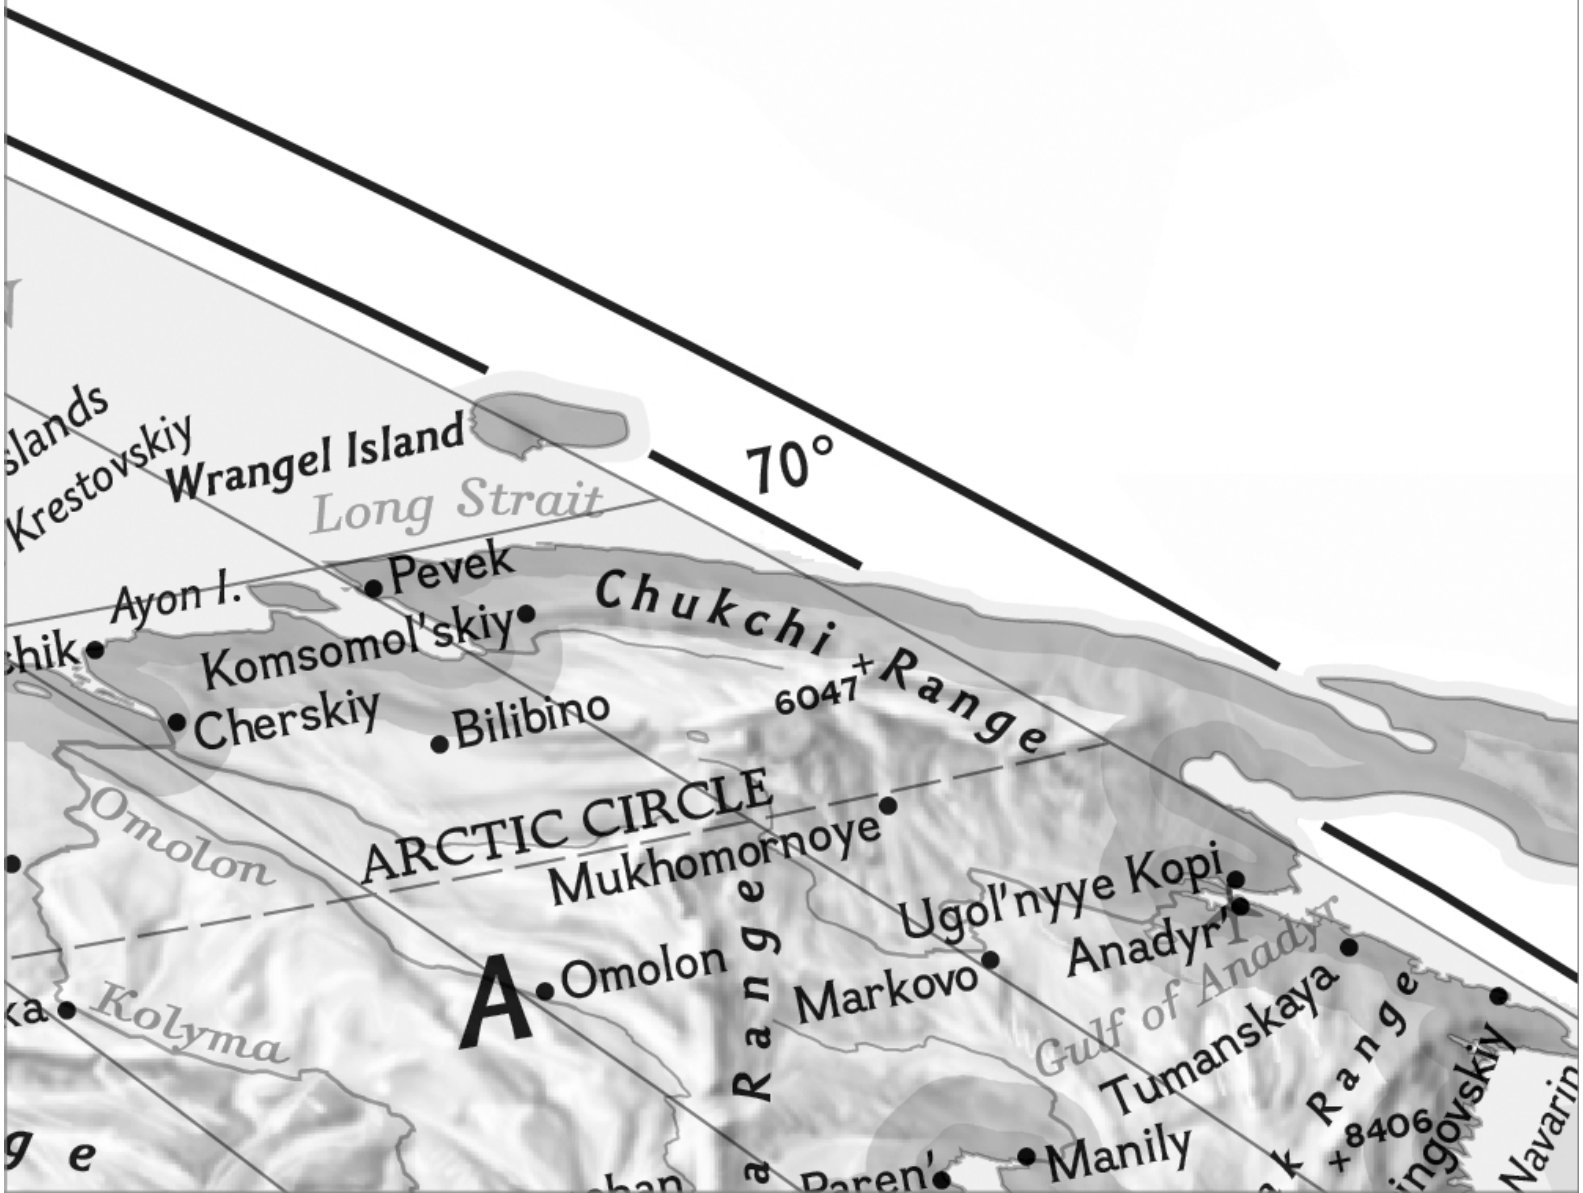 70°
Wrangel Island
Krestovskiy
Long Strait
Pevek
Ayon I.
Chukchi Range
Komsomol'skiy
6047
Cherskiy
Bilibino
ARCTIC CIRCLE
Omolon
Mukhomornoye
Ugol'nyye Kopi
Anadyr'
Gulf of Anadyr
A
Omolon
Range
Markovo
Kolyma
Tumanskaya
Range
8406
Manily
Paren'
Navarin